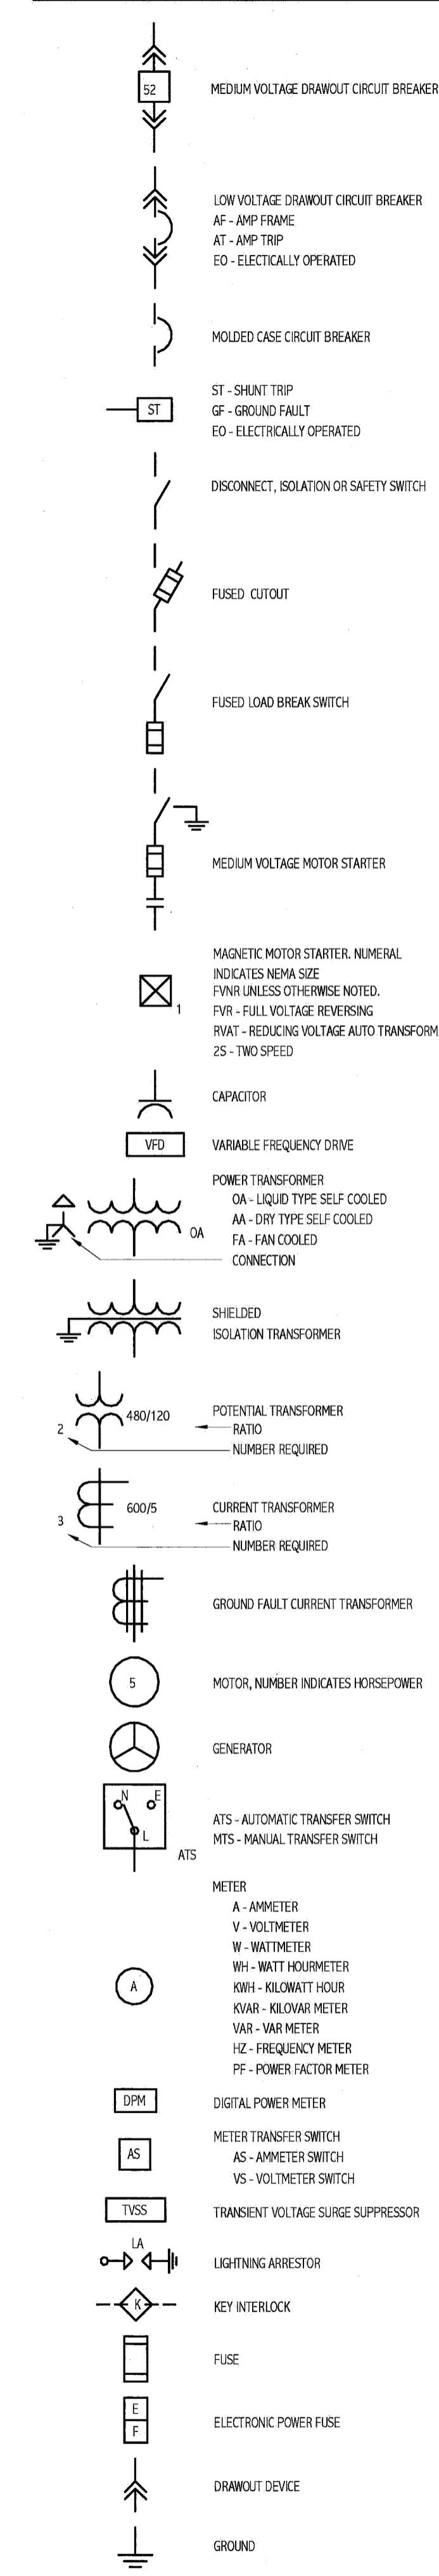 52
MEDIUM VOLTAGE DRAWOUT CIRCUIT BREAKER
LOW VOLTAGE DRAWOUT CIRCUIT BREAKER
AF - AMP FRAME
AT - AMP TRIP
EO - ELECTICALLY OPERATED
MOLDED CASE CIRCUIT BREAKER
ST
ST - SHUNT TRIP
GF - GROUND FAULT
EO - ELECTRICALLY OPERATED
DISCONNECT, ISOLATION OR SAFETY SWITCH
FUSED CUTOUT
FUSED LOAD BREAK SWITCH
MEDIUM VOLTAGE MOTOR STARTER
1
MAGNETIC MOTOR STARTER. NUMERAL
INDICATES NEMA SIZE
FVNR UNLESS OTHERWISE NOTED.
FVR - FULL VOLTAGE REVERSING
RVAT - REDUCING VOLTAGE AUTO TRANSFORM
2S - TWO SPEED
CAPACITOR
VFD
VARIABLE FREQUENCY DRIVE
POWER TRANSFORMER
OA
OA - LIQUID TYPE SELF COOLED
AA - DRY TYPE SELF COOLED
FA - FAN COOLED
CONNECTION
SHIELDED
ISOLATION TRANSFORMER
480/120
2
POTENTIAL TRANSFORMER
RATIO
NUMBER REQUIRED
600/5
3
CURRENT TRANSFORMER
RATIO
NUMBER REQUIRED
GROUND FAULT CURRENT TRANSFORMER
5
MOTOR, NUMBER INDICATES HORSEPOWER
GENERATOR
N E
L
ATS
ATS - AUTOMATIC TRANSFER SWITCH
MTS - MANUAL TRANSFER SWITCH
METER
A - AMMETER
V - VOLTMETER
W - WATTMETER
WH - WATT HOURMETER
KWH - KILOWATT HOUR
KVAR - KILOVAR METER
VAR - VAR METER
HZ - FREQUENCY METER
PF - POWER FACTOR METER
A
DPM
DIGITAL POWER METER
AS
METER TRANSFER SWITCH
AS - AMMETER SWITCH
VS - VOLTMETER SWITCH
TVSS
TRANSIENT VOLTAGE SURGE SUPPRESSOR
LA
LIGHTNING ARRESTOR
K
KEY INTERLOCK
FUSE
E
F
ELECTRONIC POWER FUSE
DRAWOUT DEVICE
GROUND